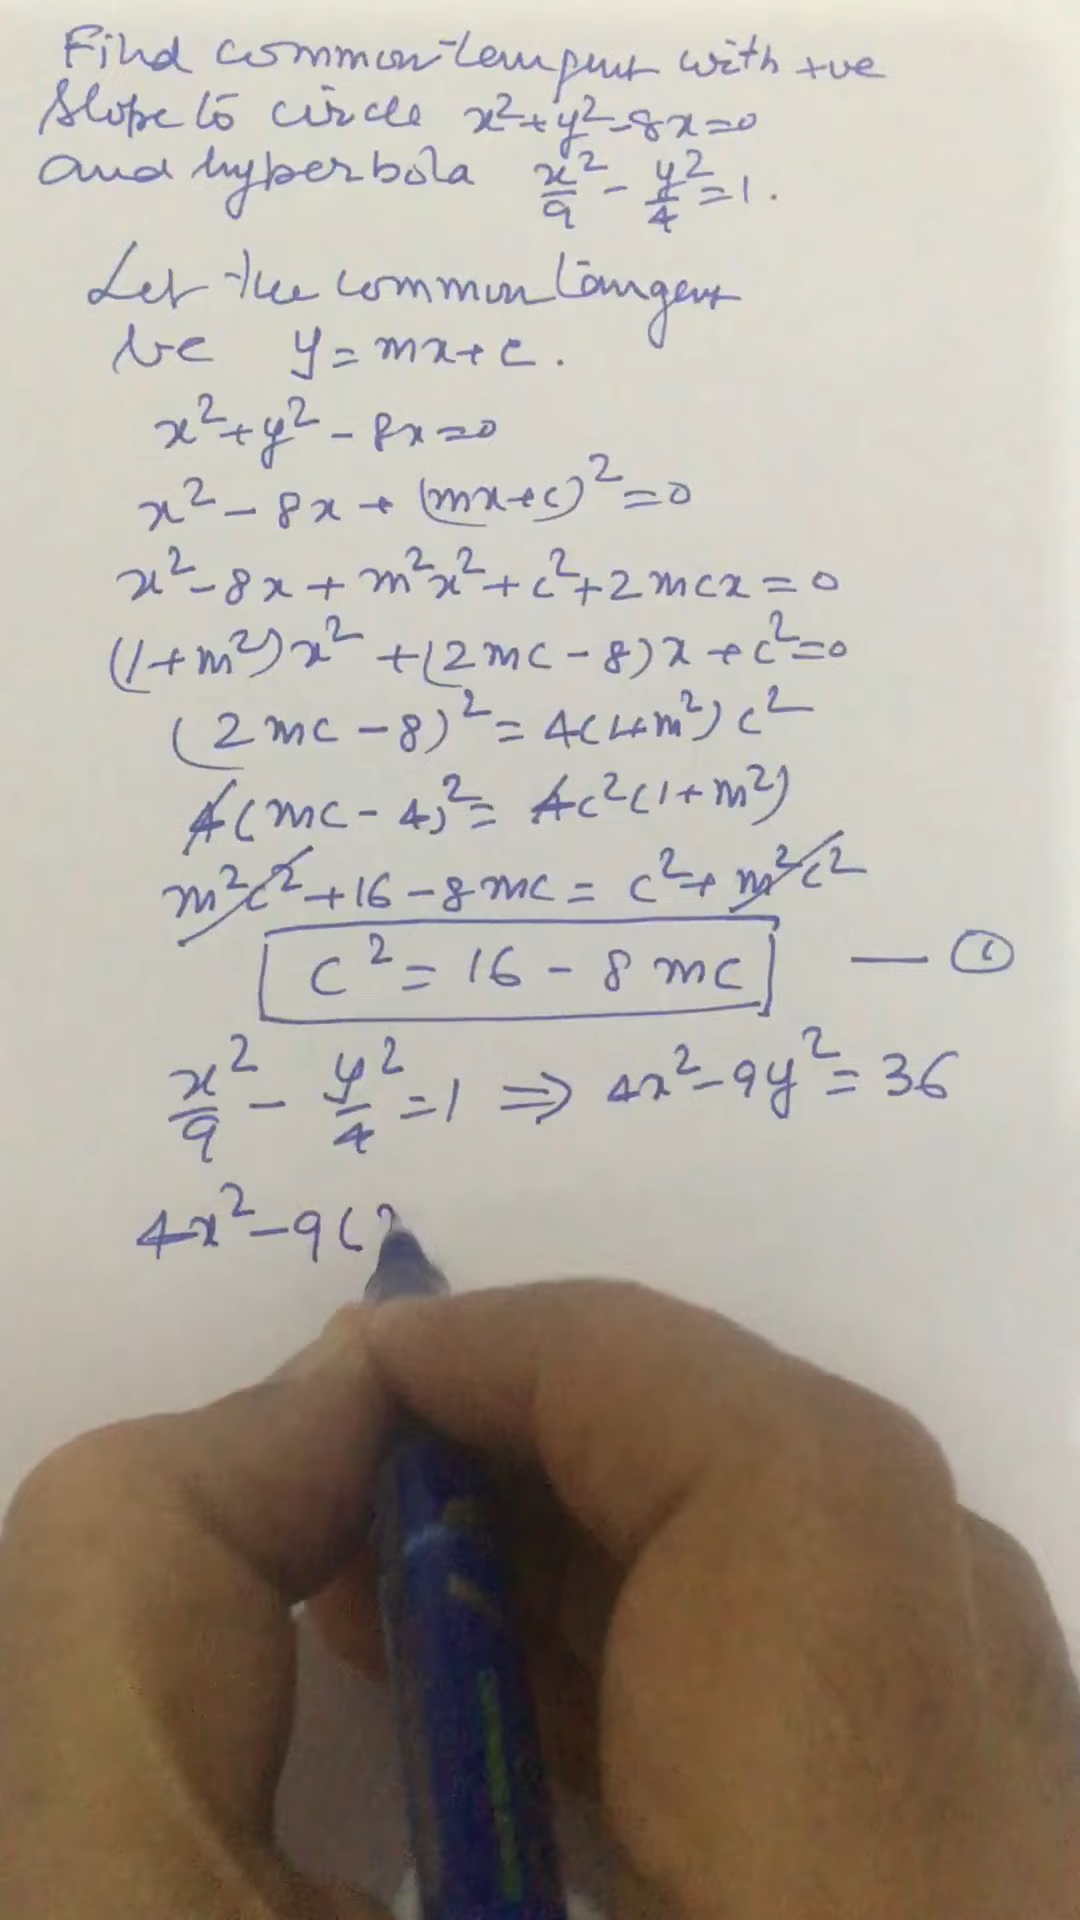 Find common tangent with +ve
slope to circle x²+y²-8x=0
and hyperbola x²/9 - y²/4 = 1.
Let the common tangent
be y = mx+c.
x²+y²-8x=0
x²-8x+(mx+c)²=0
x²-8x+m²x²+c²+2mcx=0
(1+m²)x²+(2mc-8)x+c²=0
(2mc-8)²=4(1+m²)c²
4(mc-4)²=4c²(1+m²)
m²c²+16-8mc=c²+m²c²
c²=16-8mc — ①
x²/9 - y²/4 = 1 ⇒ 4x²-9y²=36
4x²-9(